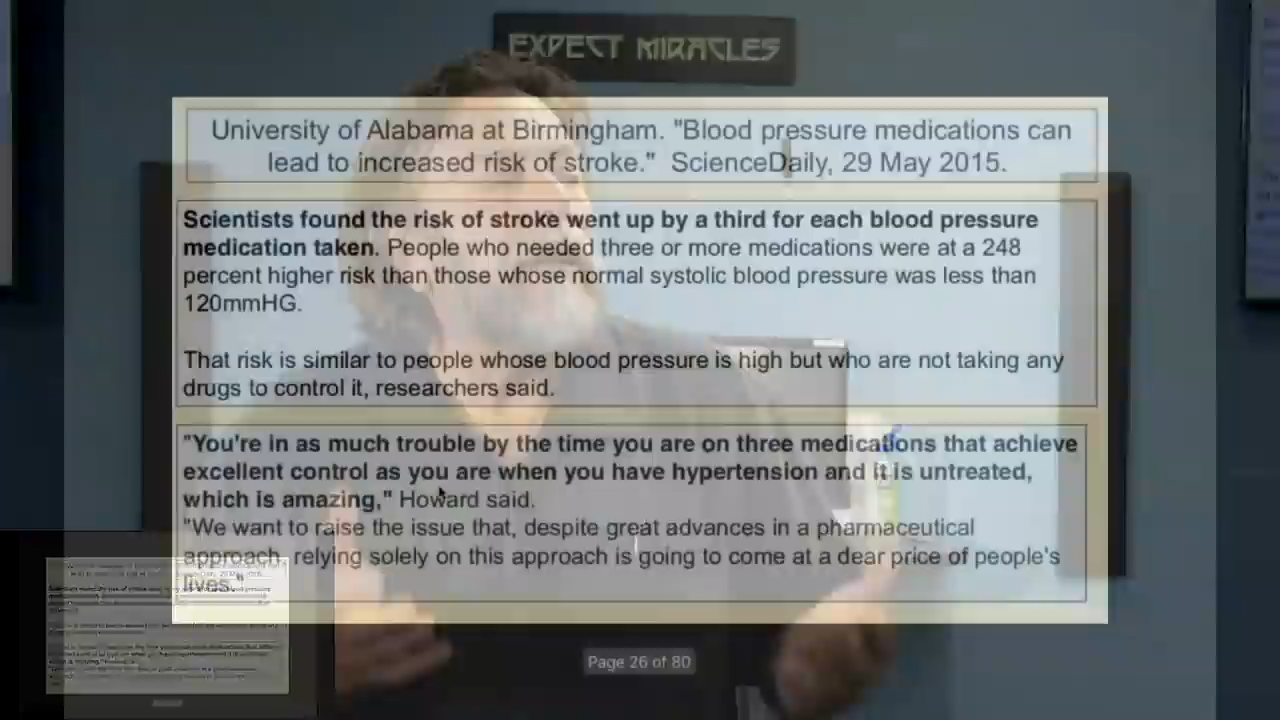 EXPECT MIRACLES
University of Alabama at Birmingham. "Blood pressure medications can
lead to increased risk of stroke."  ScienceDaily, 29 May 2015.
Scientists found the risk of stroke went up by a third for each blood pressure
medication taken. People who needed three or more medications were at a 248
percent higher risk than those whose normal systolic blood pressure was less than
120mmHG.
That risk is similar to people whose blood pressure is high but who are not taking any
drugs to control it, researchers said.
"You're in as much trouble by the time you are on three medications that achieve
excellent control as you are when you have hypertension and it is untreated,
which is amazing," Howard said.
"We want to raise the issue that, despite great advances in a pharmaceutical
approach, relying solely on this approach is going to come at a dear price of people's
lives."
Page 26 of 80